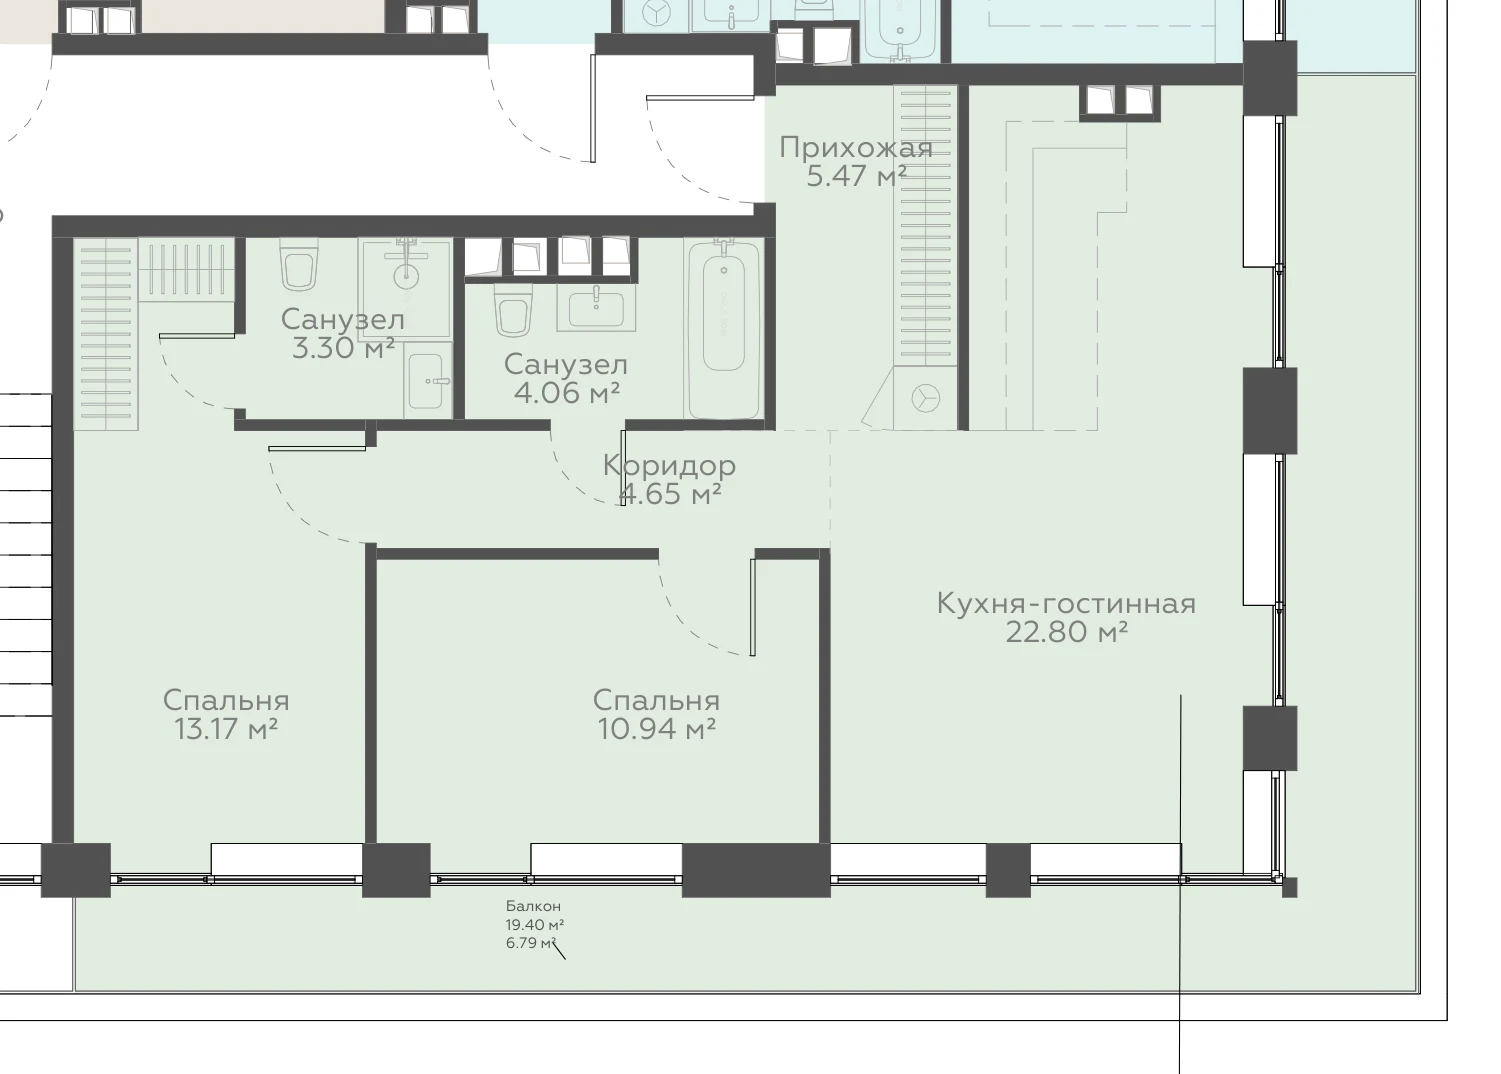 Прихожая
5.47 м²
Санузел
3.30 м²
Санузел
4.06 м²
Коридор
4.65 м²
Кухня-гостинная
22.80 м²
Спальня
13.17 м²
Спальня
10.94 м²
Балкон
19.40 м²
6.79 м²